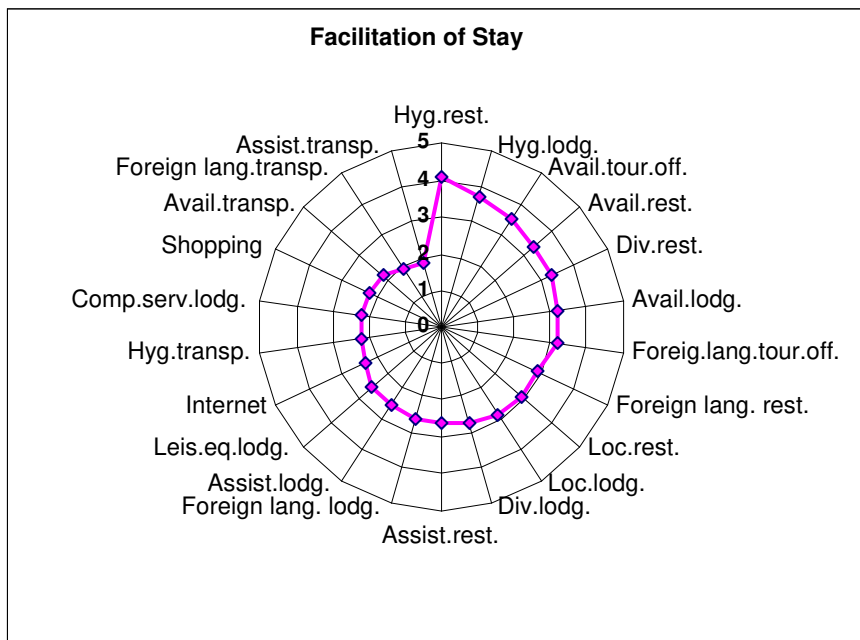 Facilitation of Stay
Hyg.rest.
Hyg.lodg.
Avail.tour.off.
Avail.rest.
Div.rest.
Avail.lodg.
Foreig.lang.tour.off.
Foreign lang. rest.
Loc.rest.
Loc.lodg.
Div.lodg.
Assist.rest.
Foreign lang. lodg.
Assist.lodg.
Leis.eq.lodg.
Internet
Hyg.transp.
Comp.serv.lodg.
Shopping
Avail.transp.
Foreign lang.transp.
Assist.transp.
5
4
3
2
1
0